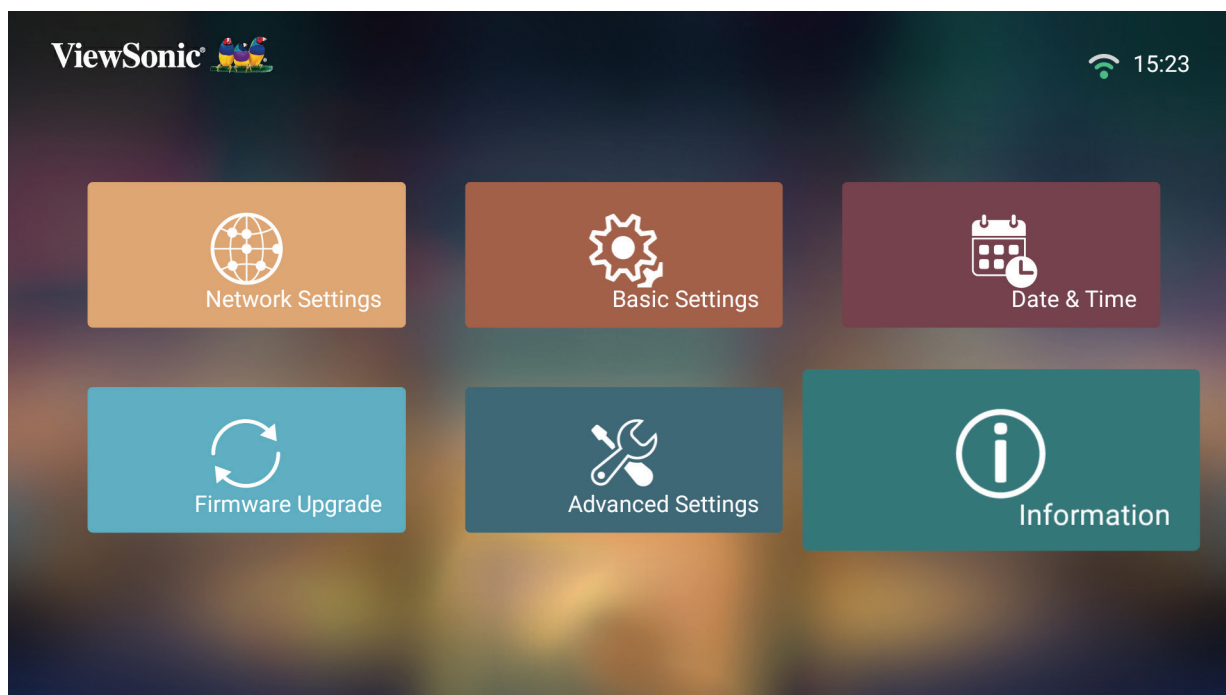 ViewSonic®
15:23
Network Settings
Basic Settings
Date & Time
Firmware Upgrade
Advanced Settings
Information